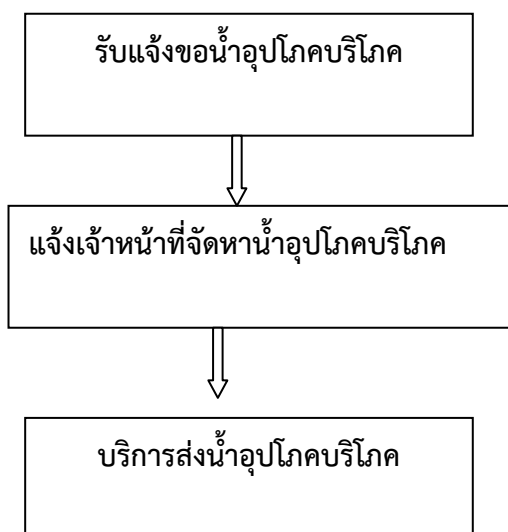 รับแจ้งขอน้ำอุปโภคบริโภค
แจ้งเจ้าหน้าที่จัดหาน้ำอุปโภคบริโภค
บริการส่งน้ำอุปโภคบริโภค